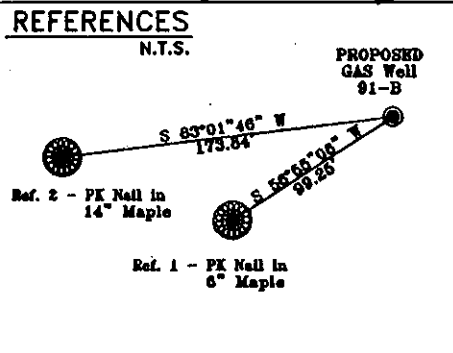 REFERENCES
N.T.S.
PROPOSED
GAS Well
91-B
S 83°01"46" W
173.84'
S 56°55"06" W
99.25'
Ref. 2 - PK Nail in
14" Maple
Ref. 1 - PK Nail in
6" Maple